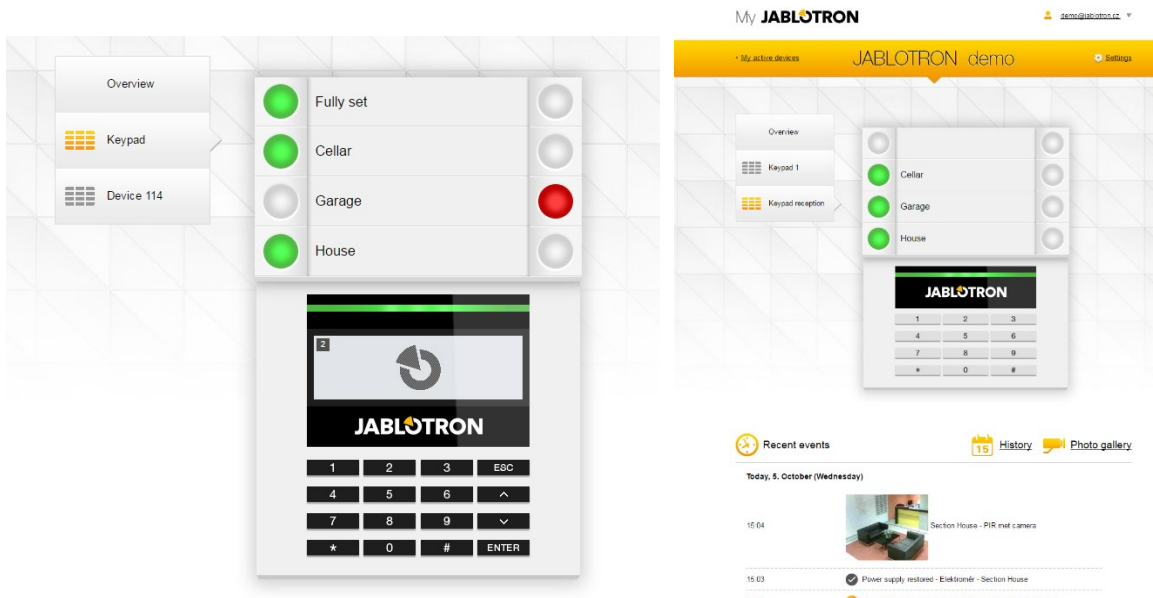 Overview
Keypad
Device 114
Fully set
Cellar
Garage
House
2
JABLOTRON
1 2 3 ESC
4 5 6
7 8 9
* 0 # ENTER
My JABLOTRON
demo@jablotron.cz
My active devices
JABLOTRON demo
Settings
Overview
Keypad 1
Keypad reception
Cellar
Garage
House
JABLOTRON
1 2 3
4 5 6
7 8 9
* 0 #
Recent events
15 History
Photo gallery
Today, 5. October (Wednesday)
15:04 Section House - PIR met camera
15:03 Power supply restored - Elektroměr - Section House